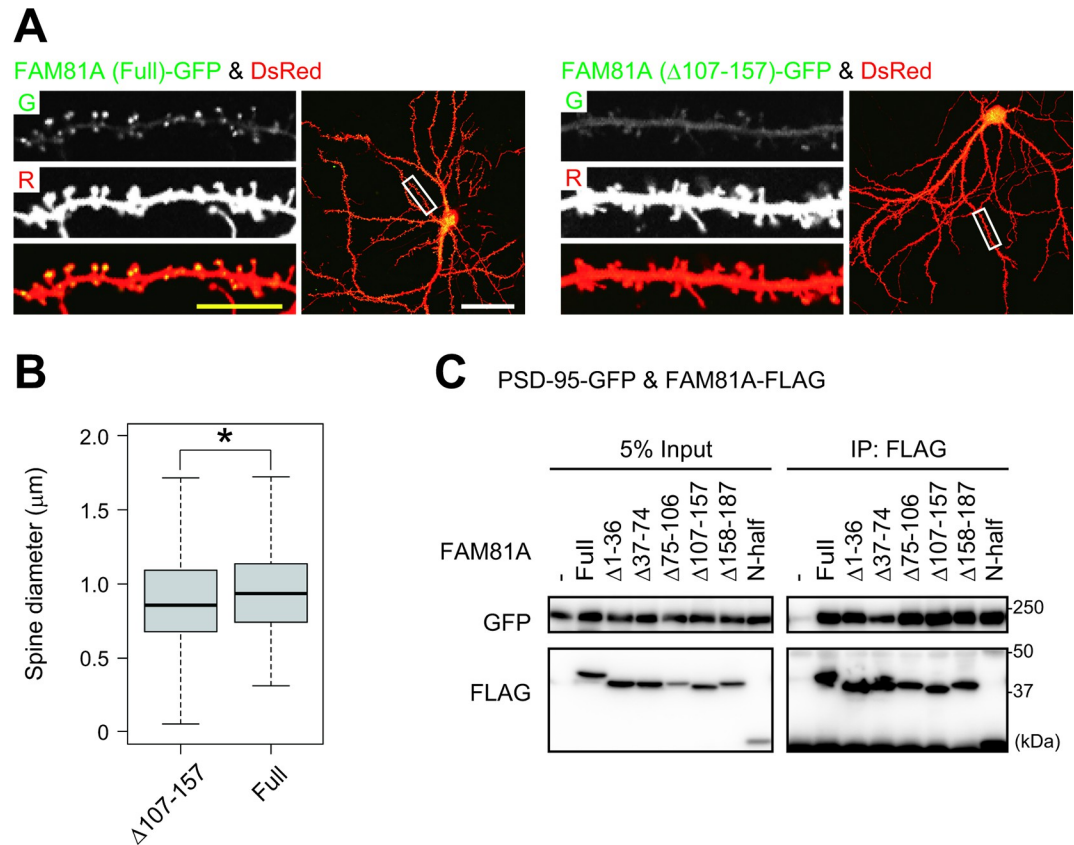 A
FAM81A (Full)-GFP & DsRed
G
R
FAM81A (Δ107-157)-GFP & DsRed
G
R
B
Spine diameter (μm)
2.0
1.5
1.0
0.5
0
*
Δ107-157
Full
C
PSD-95-GFP & FAM81A-FLAG
5% Input
IP: FLAG
FAM81A
-
Full
Δ1-36
Δ37-74
Δ75-106
Δ107-157
Δ158-187
N-half
-
Full
Δ1-36
Δ37-74
Δ75-106
Δ107-157
Δ158-187
N-half
GFP
-250
FLAG
-50
-37
(kDa)